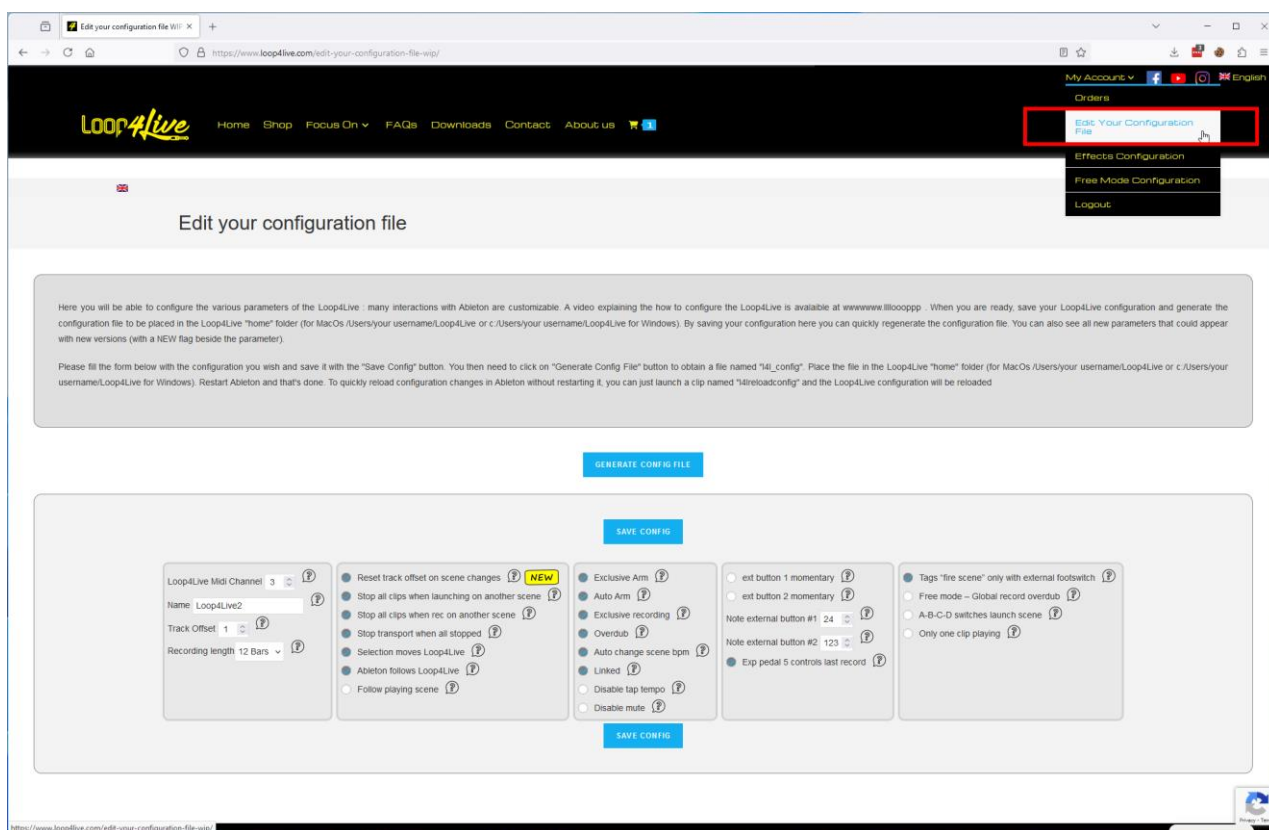 Edit your configuration file WIP
https://www.loop4live.com/edit-your-configuration-file-wip/
My Account
English
Orders
Edit Your Configuration
File
Effects Configuration
Free Mode Configuration
Logout
Loop4Live
Home Shop Focus On FAQs Downloads Contact About us 1
Edit your configuration file
Here you will be able to configure the various parameters of the Loop4Live : many interactions with Ableton are customizable. A video explaining the how to configure the Loop4Live is avalaible at wwwwwww.lllloooppp . When you are ready, save your Loop4Live configuration and generate the
configuration file to be placed in the Loop4Live "home" folder (for MacOs /Users/your username/Loop4Live or c:/Users/your username/Loop4Live for Windows). By saving your configuration here you can quickly regenerate the configuration file. You can also see all new parameters that could appear
with new versions (with a NEW flag beside the parameter).
Please fill the form below with the configuration you wish and save it with the "Save Config" button. You then need to click on "Generate Config File" button to obtain a file named "l4l_config". Place the file in the Loop4Live "home" folder (for MacOs /Users/your username/Loop4Live or c:/Users/your
username/Loop4Live for Windows). Restart Ableton and that's done. To quickly reload configuration changes in Ableton without restarting it, you can just launch a clip named "l4lreloadconfig" and the Loop4Live configuration will be reloaded
GENERATE CONFIG FILE
SAVE CONFIG
Loop4Live Midi Channel 3
Name Loop4Live2
Track Offset 1
Recording length 12 Bars
Reset track offset on scene changes NEW
Stop all clips when launching on another scene
Stop all clips when rec on another scene
Stop transport when all stopped
Selection moves Loop4Live
Ableton follows Loop4Live
Follow playing scene
Exclusive Arm
Auto Arm
Exclusive recording
Overdub
Auto change scene bpm
Linked
Disable tap tempo
Disable mute
ext button 1 momentary
ext button 2 momentary
Note external button #1 24
Note external button #2 123
Exp pedal 5 controls last record
Tags "fire scene" only with external footswitch
Free mode – Global record overdub
A-B-C-D switches launch scene
Only one clip playing
SAVE CONFIG
https://www.loop4live.com/edit-your-configuration-file-wip/